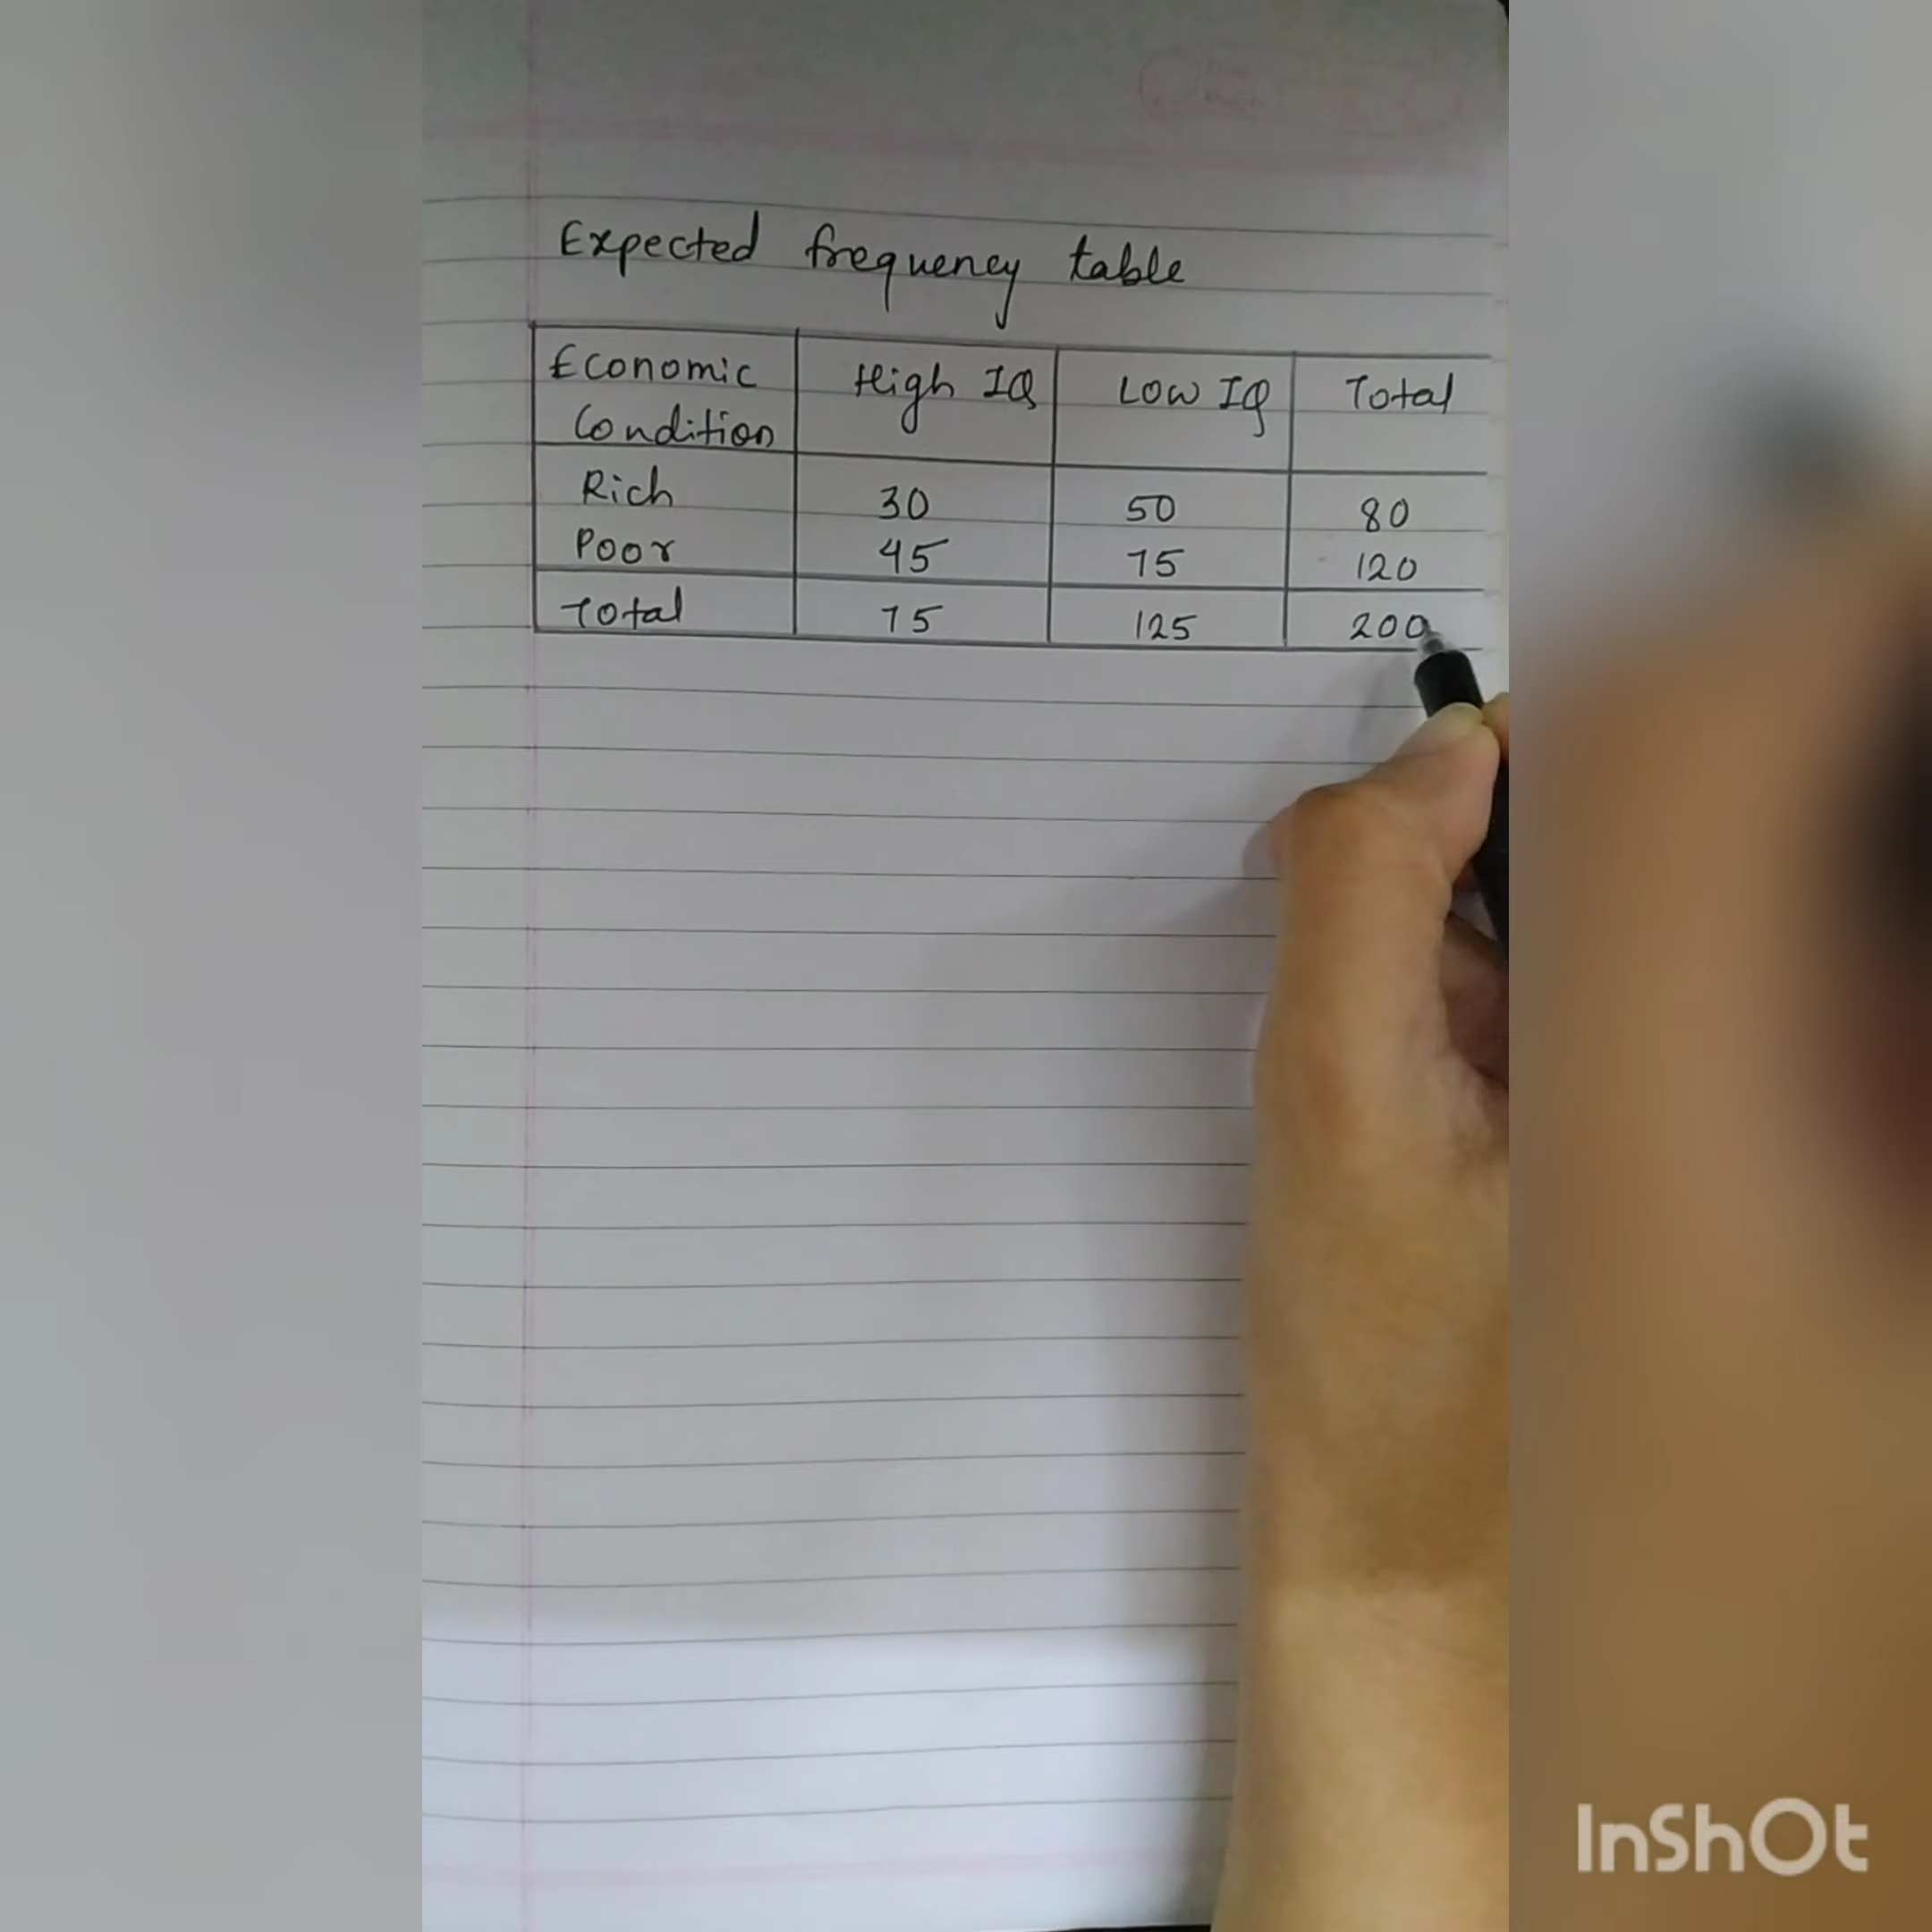 Expected frequency table
Economic Condition High IQ Low IQ Total
Rich 30 50 80
Poor 45 75 120
Total 75 125 200
InShOt